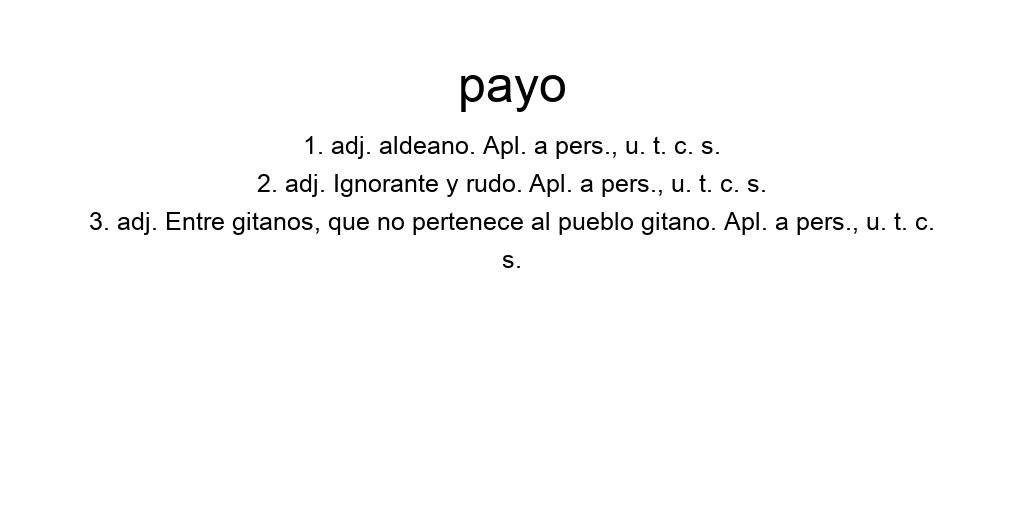 payo
1. adj. aldeano. Apl. a pers., u. t. c. s.
2. adj. Ignorante y rudo. Apl. a pers., u. t. c. s.
3. adj. Entre gitanos, que no pertenece al pueblo gitano. Apl. a pers., u. t. c.
s.